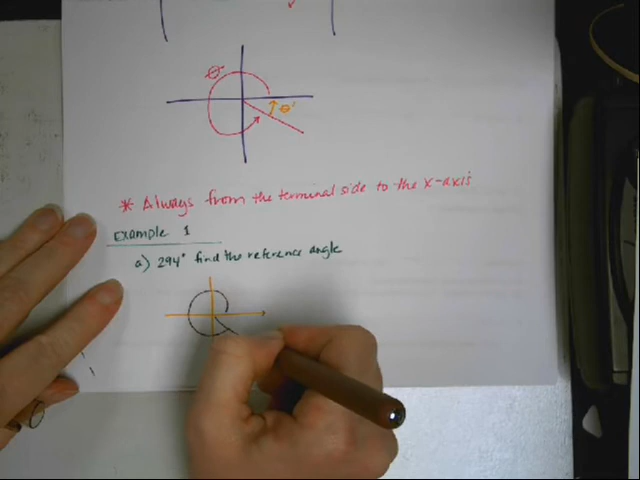 θ
θ'
* Always from the terminal side to the x-axis
Example 1
a) 294° find the reference angle